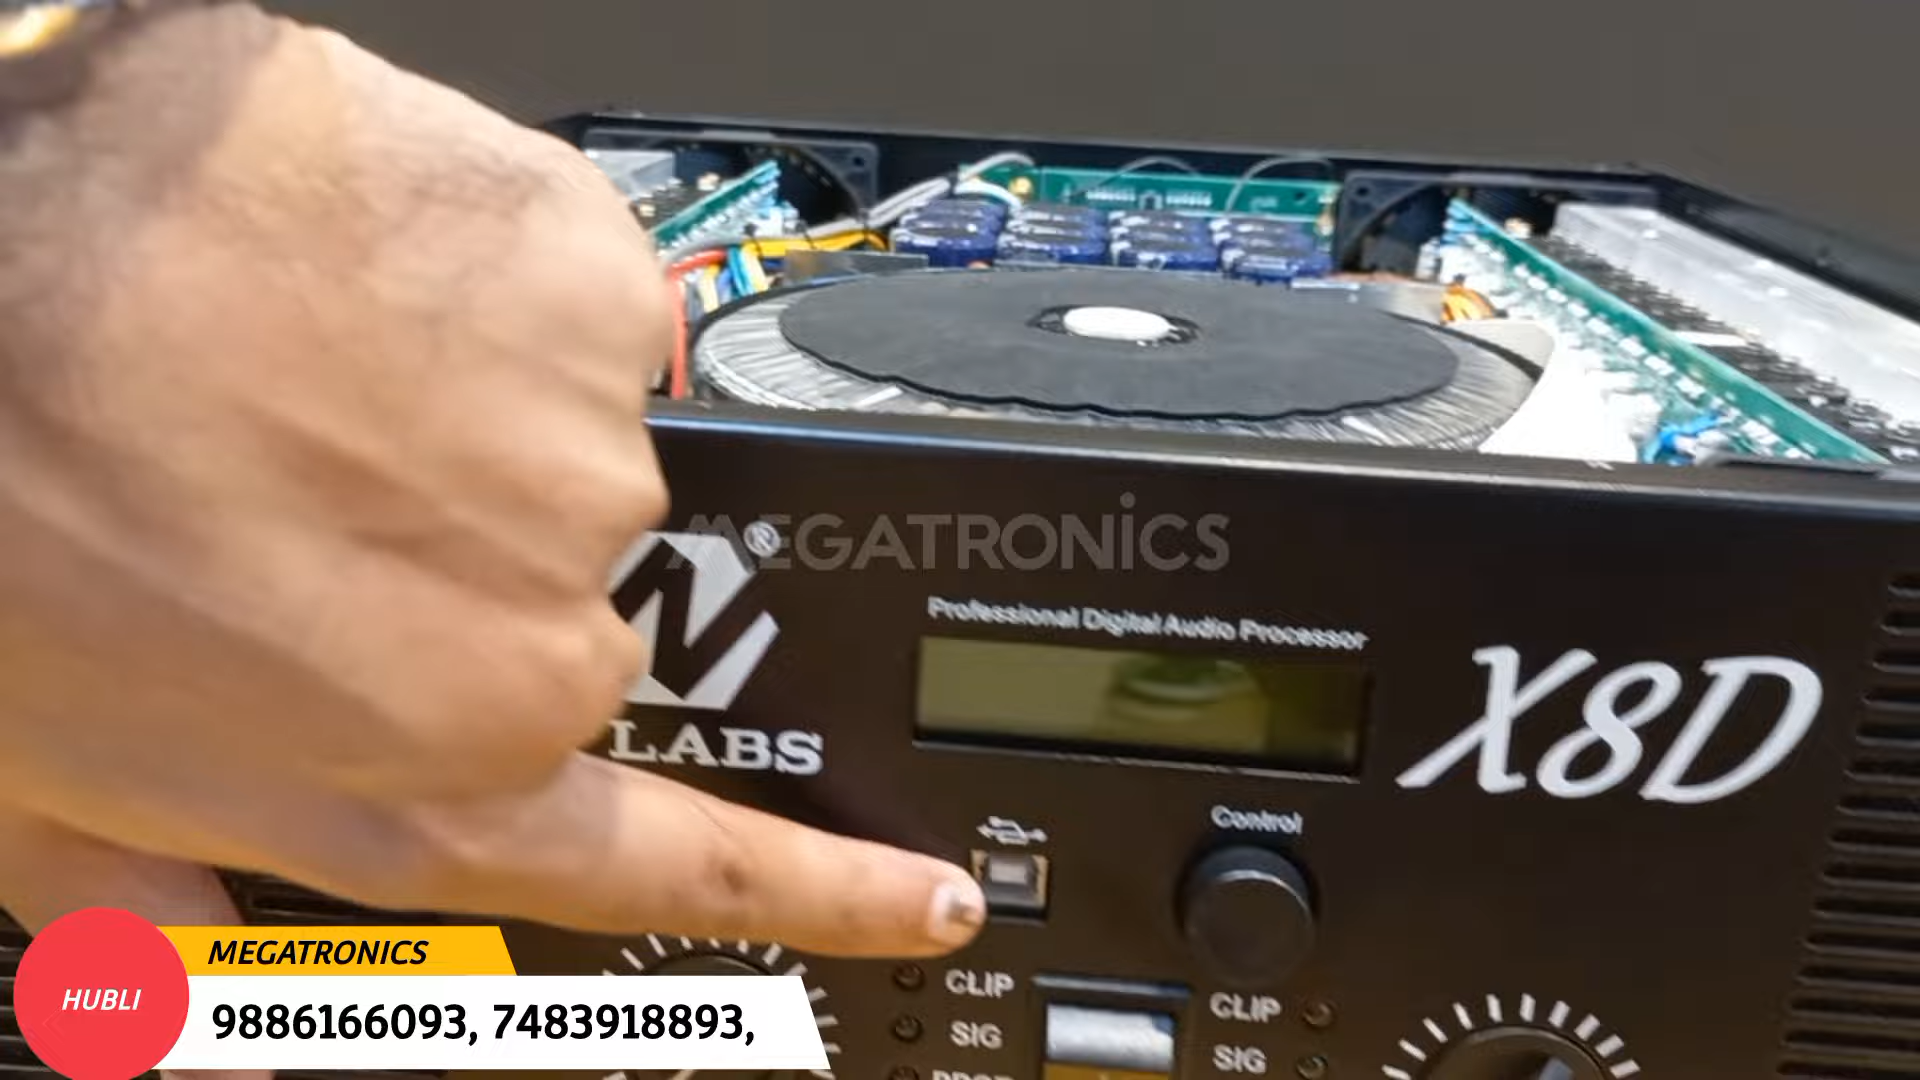 MEGATRONICS
®
LABS
Professional Digital Audio Processor
X8D
Control
CLIP
SIG
CLIP
SIG
MEGATRONICS
HUBLI
9886166093, 7483918893,